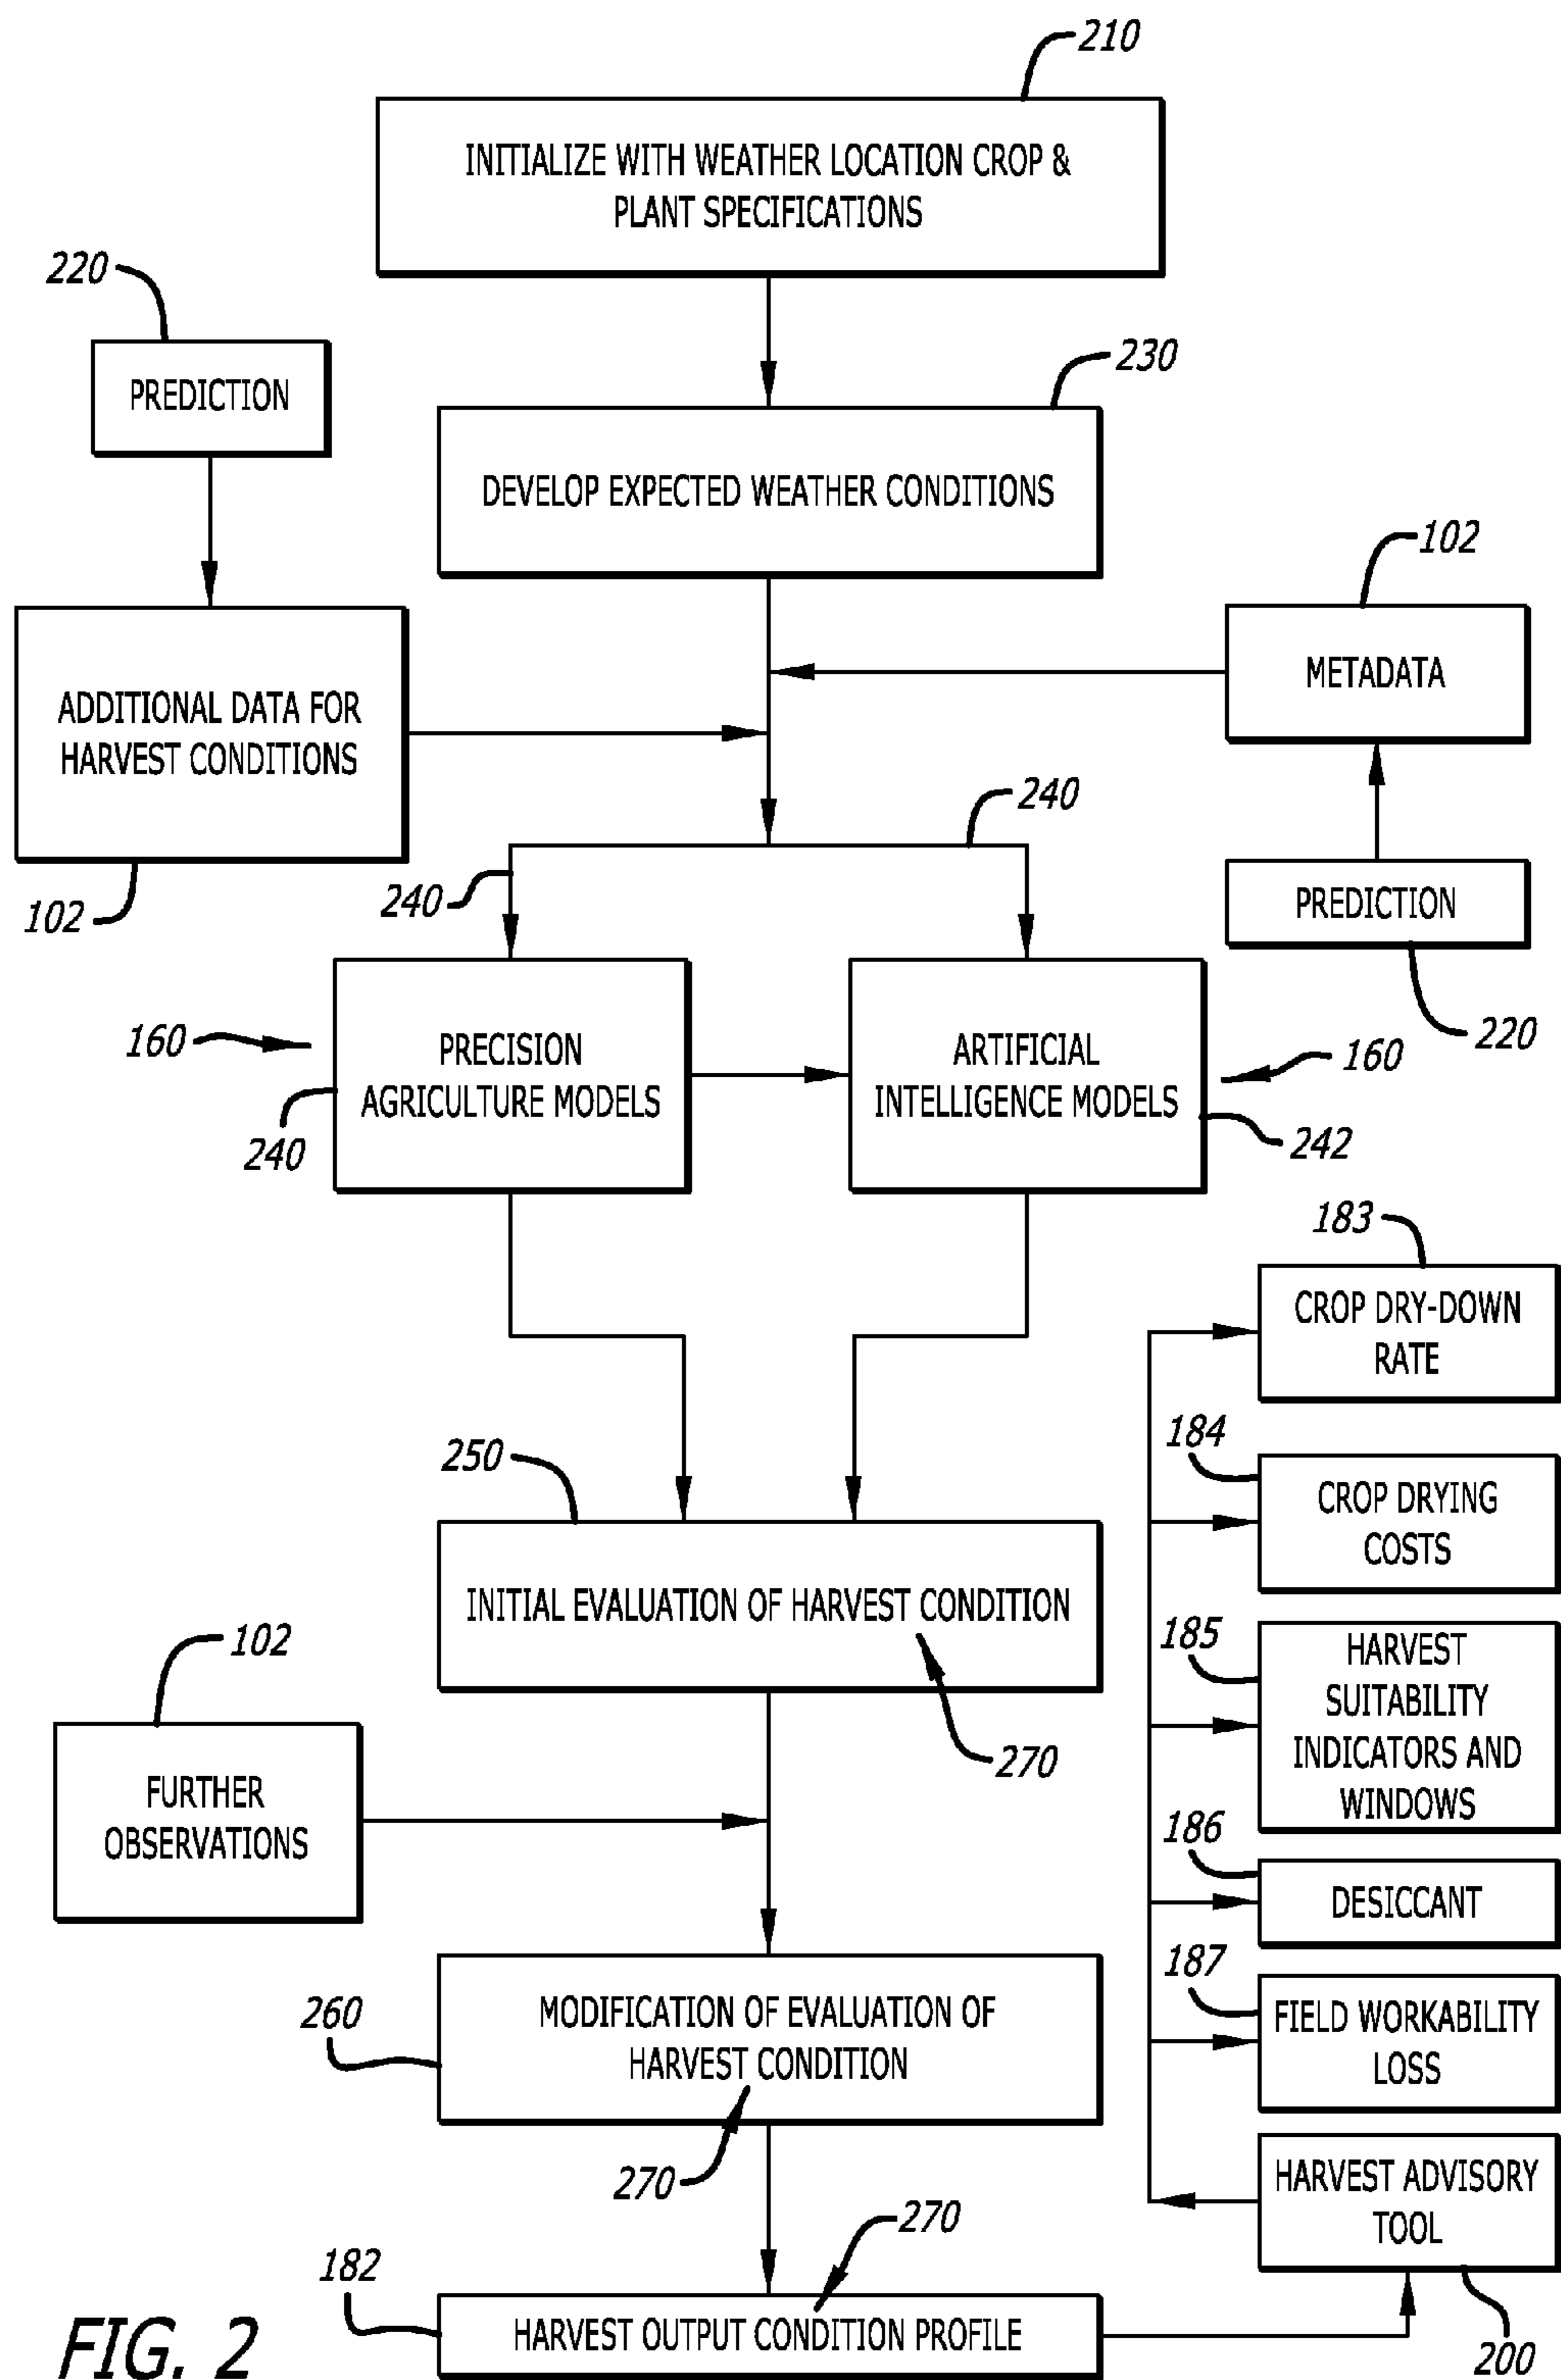 210
INITIALIZE WITH WEATHER LOCATION CROP &
PLANT SPECIFICATIONS
220
PREDICTION
230
DEVELOP EXPECTED WEATHER CONDITIONS
102
METADATA
ADDITIONAL DATA FOR
HARVEST CONDITIONS
102
240
240
PREDICTION
220
160
PRECISION
AGRICULTURE MODELS
240
ARTIFICIAL
INTELLIGENCE MODELS
160
242
183
CROP DRY-DOWN
RATE
184
CROP DRYING
COSTS
250
INITIAL EVALUATION OF HARVEST CONDITION
270
185
HARVEST
SUITABILITY
INDICATORS AND
WINDOWS
102
FURTHER
OBSERVATIONS
186
DESICCANT
187
FIELD WORKABILITY
LOSS
260
MODIFICATION OF EVALUATION OF
HARVEST CONDITION
270
HARVEST ADVISORY
TOOL
200
270
182
HARVEST OUTPUT CONDITION PROFILE
FIG. 2